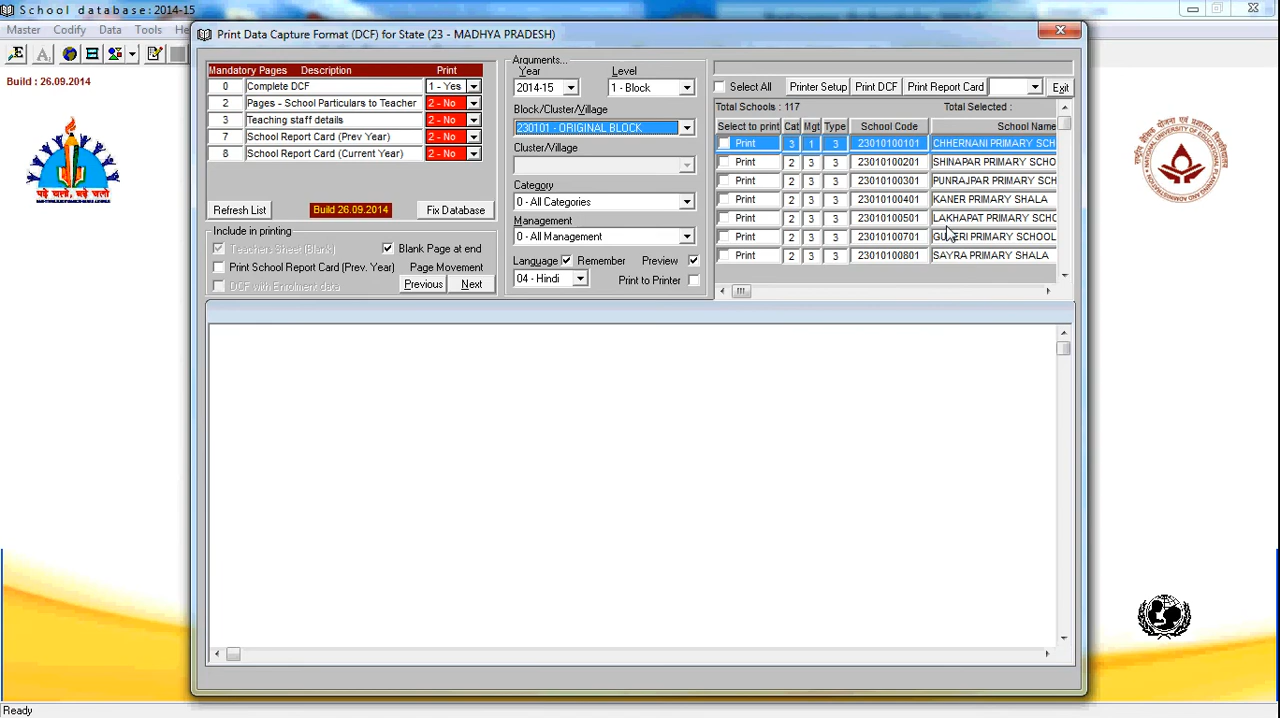 School database:2014-15
Master Codify Data Tools He
Build : 26.09.2014
पढ़े चलो, बढ़े चलो
Print Data Capture Format (DCF) for State (23 - MADHYA PRADESH)
Mandatory Pages Description Print
0 Complete DCF 1 - Yes
2 Pages - School Particulars to Teacher 2 - No
3 Teaching staff details 2 - No
7 School Report Card (Prev Year) 2 - No
8 School Report Card (Current Year) 2 - No
Refresh List Build 26.09.2014 Fix Database
Include in printing
Teachers Sheet (Blank) Blank Page at end
Print School Report Card (Prev. Year) Page Movement
DCF with Enrolment data Previous Next
Arguments...
Year Level
2014-15 1 - Block
Block/Cluster/Village
230101 - ORIGINAL BLOCK
Cluster/Village
Category
0 - All Categories
Management
0 - All Management
Language Remember Preview
04 - Hindi Print to Printer
Select All Printer Setup Print DCF Print Report Card Exit
Total Schools : 117 Total Selected :
Select to print Cat Mgt Type School Code School Name
Print 3 1 3 23010100101 CHHERNANI PRIMARY SCH
Print 2 3 3 23010100201 SHINAPAR PRIMARY SCHO
Print 2 3 3 23010100301 PUNRAJPAR PRIMARY SCH
Print 2 3 3 23010100401 KANER PRIMARY SHALA
Print 2 3 3 23010100501 LAKHAPAT PRIMARY SCHO
Print 2 3 3 23010100701 GUNERI PRIMARY SCHOOL
Print 2 3 3 23010100801 SAYRA PRIMARY SHALA
Ready